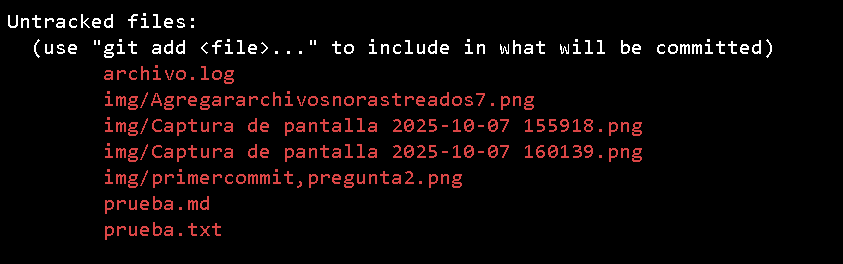 Untracked files:
(use "git add <file>..." to include in what will be committed)
archivo.log
img/Agregararchivosnorastreados7.png
img/Captura de pantalla 2025-10-07 155918.png
img/Captura de pantalla 2025-10-07 160139.png
img/primercommit,pregunta2.png
prueba.md
prueba.txt